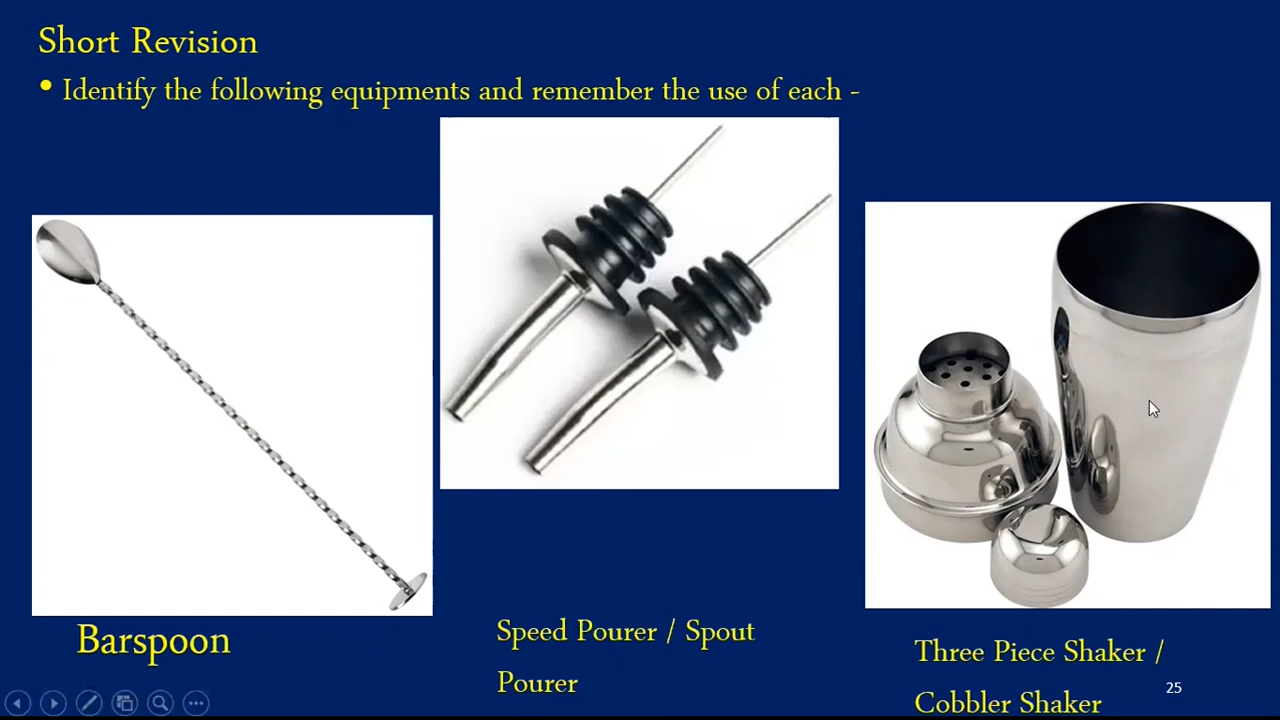 Short Revision
• Identify the following equipments and remember the use of each -
Barspoon
Speed Pourer / Spout
Pourer
Three Piece Shaker /
Cobbler Shaker
25